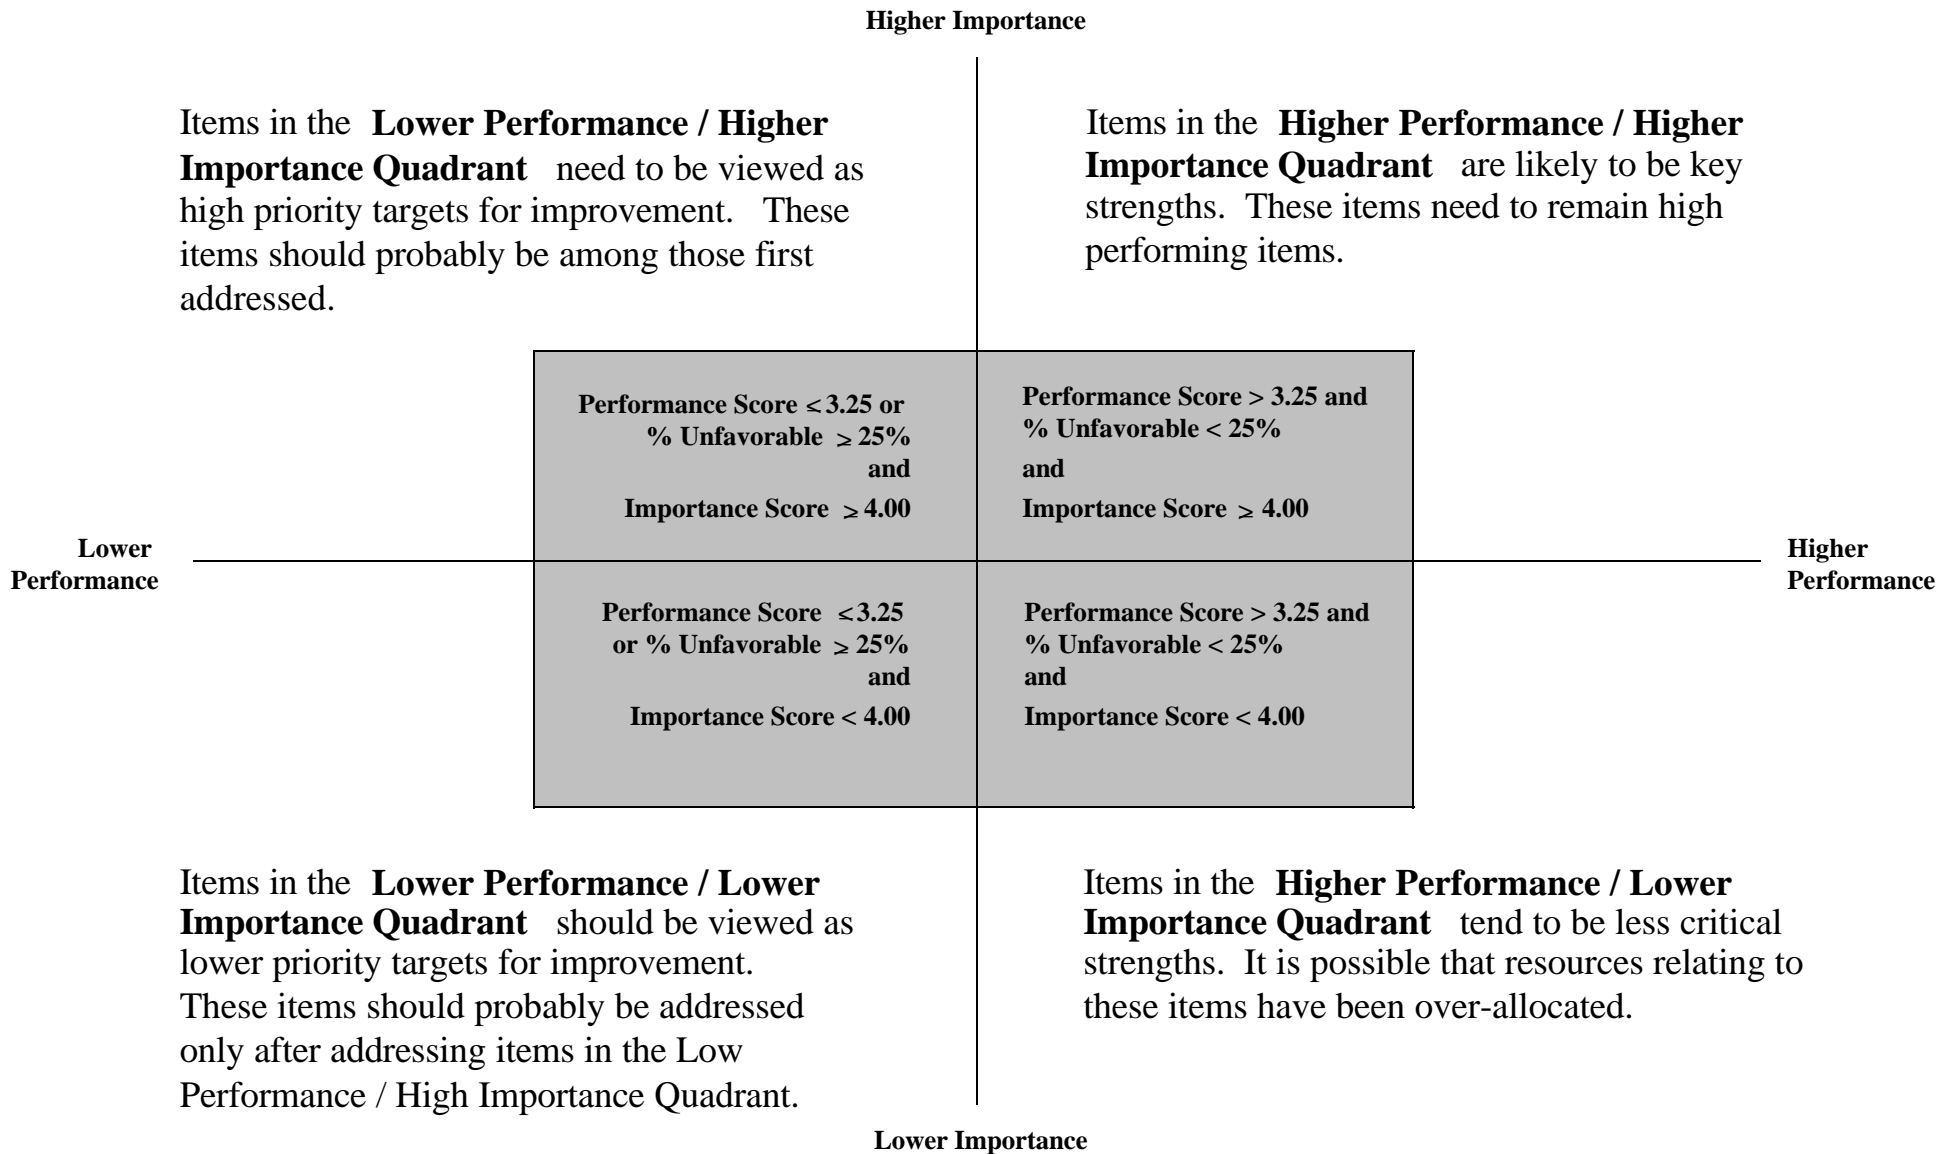 Higher Importance
Items in the Lower Performance / Higher
Importance Quadrant need to be viewed as
high priority targets for improvement. These
items should probably be among those first
addressed.
Items in the Higher Performance / Higher
Importance Quadrant are likely to be key
strengths. These items need to remain high
performing items.
Performance Score ≤ 3.25 or
% Unfavorable ≥ 25%
and
Importance Score ≥ 4.00
Performance Score > 3.25 and
% Unfavorable < 25%
and
Importance Score ≥ 4.00
Lower
Performance
Higher
Performance
Performance Score ≤ 3.25
or % Unfavorable ≥ 25%
and
Importance Score < 4.00
Performance Score > 3.25 and
% Unfavorable < 25%
and
Importance Score < 4.00
Items in the Lower Performance / Lower
Importance Quadrant should be viewed as
lower priority targets for improvement.
These items should probably be addressed
only after addressing items in the Low
Performance / High Importance Quadrant.
Items in the Higher Performance / Lower
Importance Quadrant tend to be less critical
strengths. It is possible that resources relating to
these items have been over-allocated.
Lower Importance